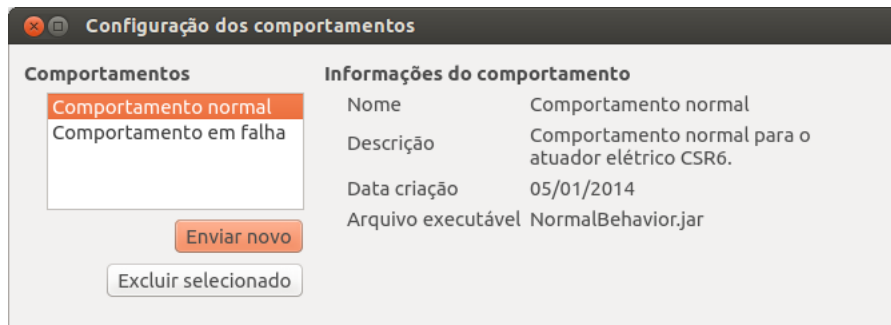 Configuração dos comportamentos
Comportamentos
Comportamento normal
Comportamento em falha
Enviar novo
Excluir selecionado
Informações do comportamento
Nome Comportamento normal
Descrição Comportamento normal para o
atuador elétrico CSR6.
Data criação 05/01/2014
Arquivo executável NormalBehavior.jar